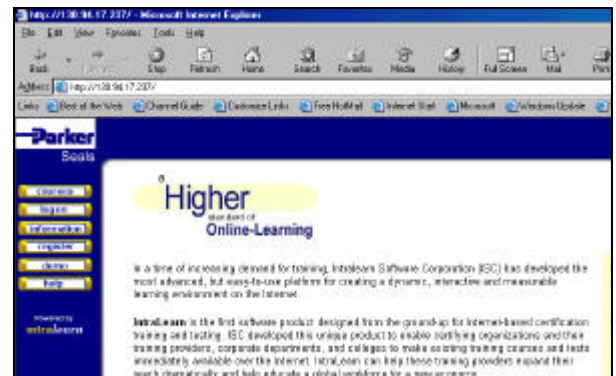 http://138.94.17.237/ - Microsoft Internet Explorer
File Edit View Favorites Tools Help
Back Stop Refresh Home Search Favorites Media History Full Screen Mail Print
Address http://138.94.17.237/
Links Best of the Web Channel Guide Customize Links Free HotMail Internet Start Microsoft Windows Update
Parker
Seals
courses
logon
information
register
demo
help
Powered by
intralearn
a
Higher
standard of
Online-Learning
In a time of increasing demand for training, Intralearn Software Corporation (ISC) has developed the
most advanced, but easy-to-use platform for creating a dynamic, interactive and measurable
learning environment on the Internet.
IntraLearn is the first software product designed from the ground-up for Internet-based certification
training and testing. ISC developed this unique product to enable certifying organizations and their
training providers, corporate departments, and colleges to make existing training courses and tests
immediately available over the Internet. IntraLearn can help these training providers expand their
reach dramatically and help educate a global workforce for a new economy.